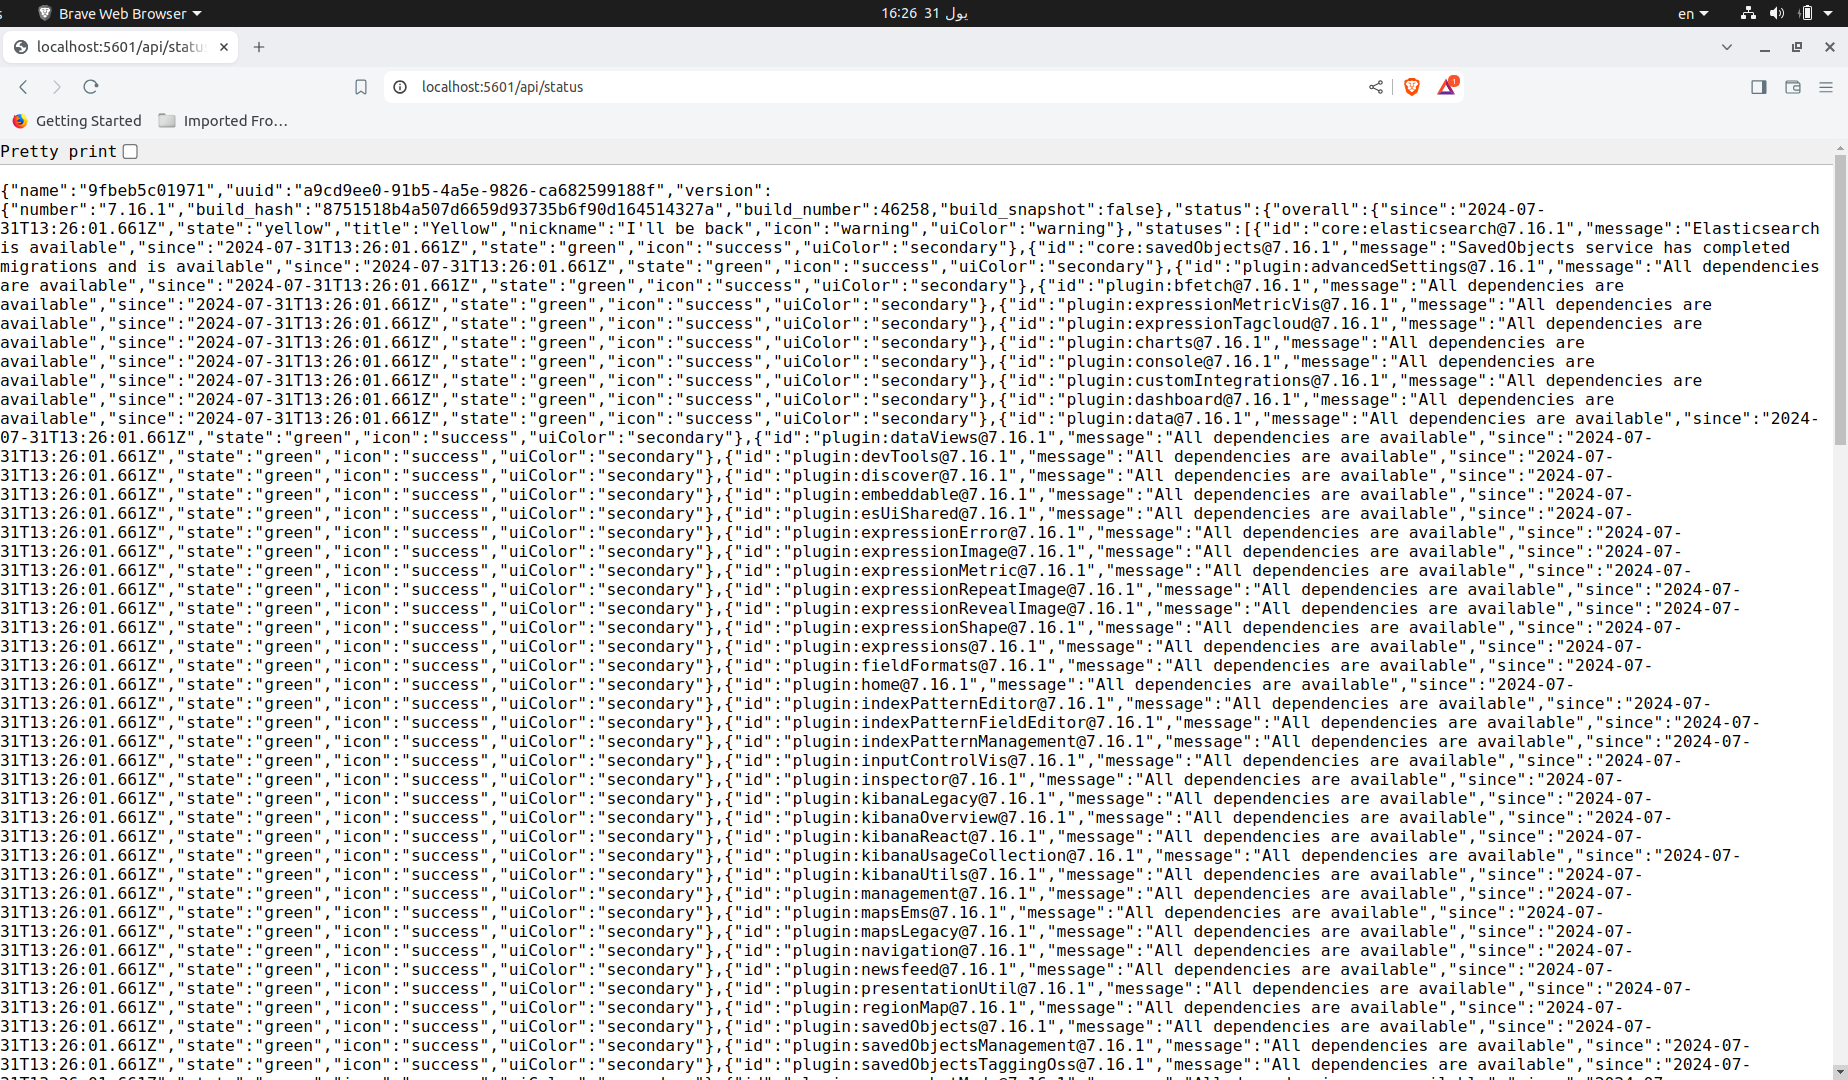 Brave Web Browser
16:26 31 يول
en
localhost:5601/api/statu
localhost:5601/api/status
1
Getting Started
Imported Fro...
Pretty print
{"name":"9fbeb5c01971","uuid":"a9cd9ee0-91b5-4a5e-9826-ca682599188f","version":
{"number":"7.16.1","build_hash":"8751518b4a507d6659d93735b6f90d164514327a","build_number":46258,"build_snapshot":false},"status":{"overall":{"since":"2024-07-
31T13:26:01.661Z","state":"yellow","title":"Yellow","nickname":"I'll be back","icon":"warning","uiColor":"warning"},"statuses":[{"id":"core:elasticsearch@7.16.1","message":"Elasticsearch
is available","since":"2024-07-31T13:26:01.661Z","state":"green","icon":"success","uiColor":"secondary"},{"id":"core:savedObjects@7.16.1","message":"SavedObjects service has completed
migrations and is available","since":"2024-07-31T13:26:01.661Z","state":"green","icon":"success","uiColor":"secondary"},{"id":"plugin:advancedSettings@7.16.1","message":"All dependencies
are available","since":"2024-07-31T13:26:01.661Z","state":"green","icon":"success","uiColor":"secondary"},{"id":"plugin:bfetch@7.16.1","message":"All dependencies are
available","since":"2024-07-31T13:26:01.661Z","state":"green","icon":"success","uiColor":"secondary"},{"id":"plugin:expressionMetricVis@7.16.1","message":"All dependencies are
available","since":"2024-07-31T13:26:01.661Z","state":"green","icon":"success","uiColor":"secondary"},{"id":"plugin:expressionTagcloud@7.16.1","message":"All dependencies are
available","since":"2024-07-31T13:26:01.661Z","state":"green","icon":"success","uiColor":"secondary"},{"id":"plugin:charts@7.16.1","message":"All dependencies are
available","since":"2024-07-31T13:26:01.661Z","state":"green","icon":"success","uiColor":"secondary"},{"id":"plugin:console@7.16.1","message":"All dependencies are
available","since":"2024-07-31T13:26:01.661Z","state":"green","icon":"success","uiColor":"secondary"},{"id":"plugin:customIntegrations@7.16.1","message":"All dependencies are
available","since":"2024-07-31T13:26:01.661Z","state":"green","icon":"success","uiColor":"secondary"},{"id":"plugin:dashboard@7.16.1","message":"All dependencies are
available","since":"2024-07-31T13:26:01.661Z","state":"green","icon":"success","uiColor":"secondary"},{"id":"plugin:data@7.16.1","message":"All dependencies are available","since":"2024-
07-31T13:26:01.661Z","state":"green","icon":"success","uiColor":"secondary"},{"id":"plugin:dataViews@7.16.1","message":"All dependencies are available","since":"2024-07-
31T13:26:01.661Z","state":"green","icon":"success","uiColor":"secondary"},{"id":"plugin:devTools@7.16.1","message":"All dependencies are available","since":"2024-07-
31T13:26:01.661Z","state":"green","icon":"success","uiColor":"secondary"},{"id":"plugin:discover@7.16.1","message":"All dependencies are available","since":"2024-07-
31T13:26:01.661Z","state":"green","icon":"success","uiColor":"secondary"},{"id":"plugin:embeddable@7.16.1","message":"All dependencies are available","since":"2024-07-
31T13:26:01.661Z","state":"green","icon":"success","uiColor":"secondary"},{"id":"plugin:esUiShared@7.16.1","message":"All dependencies are available","since":"2024-07-
31T13:26:01.661Z","state":"green","icon":"success","uiColor":"secondary"},{"id":"plugin:expressionError@7.16.1","message":"All dependencies are available","since":"2024-07-
31T13:26:01.661Z","state":"green","icon":"success","uiColor":"secondary"},{"id":"plugin:expressionImage@7.16.1","message":"All dependencies are available","since":"2024-07-
31T13:26:01.661Z","state":"green","icon":"success","uiColor":"secondary"},{"id":"plugin:expressionMetric@7.16.1","message":"All dependencies are available","since":"2024-07-
31T13:26:01.661Z","state":"green","icon":"success","uiColor":"secondary"},{"id":"plugin:expressionRepeatImage@7.16.1","message":"All dependencies are available","since":"2024-07-
31T13:26:01.661Z","state":"green","icon":"success","uiColor":"secondary"},{"id":"plugin:expressionRevealImage@7.16.1","message":"All dependencies are available","since":"2024-07-
31T13:26:01.661Z","state":"green","icon":"success","uiColor":"secondary"},{"id":"plugin:expressionShape@7.16.1","message":"All dependencies are available","since":"2024-07-
31T13:26:01.661Z","state":"green","icon":"success","uiColor":"secondary"},{"id":"plugin:expressions@7.16.1","message":"All dependencies are available","since":"2024-07-
31T13:26:01.661Z","state":"green","icon":"success","uiColor":"secondary"},{"id":"plugin:fieldFormats@7.16.1","message":"All dependencies are available","since":"2024-07-
31T13:26:01.661Z","state":"green","icon":"success","uiColor":"secondary"},{"id":"plugin:home@7.16.1","message":"All dependencies are available","since":"2024-07-
31T13:26:01.661Z","state":"green","icon":"success","uiColor":"secondary"},{"id":"plugin:indexPatternEditor@7.16.1","message":"All dependencies are available","since":"2024-07-
31T13:26:01.661Z","state":"green","icon":"success","uiColor":"secondary"},{"id":"plugin:indexPatternFieldEditor@7.16.1","message":"All dependencies are available","since":"2024-07-
31T13:26:01.661Z","state":"green","icon":"success","uiColor":"secondary"},{"id":"plugin:indexPatternManagement@7.16.1","message":"All dependencies are available","since":"2024-07-
31T13:26:01.661Z","state":"green","icon":"success","uiColor":"secondary"},{"id":"plugin:inputControlVis@7.16.1","message":"All dependencies are available","since":"2024-07-
31T13:26:01.661Z","state":"green","icon":"success","uiColor":"secondary"},{"id":"plugin:inspector@7.16.1","message":"All dependencies are available","since":"2024-07-
31T13:26:01.661Z","state":"green","icon":"success","uiColor":"secondary"},{"id":"plugin:kibanaLegacy@7.16.1","message":"All dependencies are available","since":"2024-07-
31T13:26:01.661Z","state":"green","icon":"success","uiColor":"secondary"},{"id":"plugin:kibanaOverview@7.16.1","message":"All dependencies are available","since":"2024-07-
31T13:26:01.661Z","state":"green","icon":"success","uiColor":"secondary"},{"id":"plugin:kibanaReact@7.16.1","message":"All dependencies are available","since":"2024-07-
31T13:26:01.661Z","state":"green","icon":"success","uiColor":"secondary"},{"id":"plugin:kibanaUsageCollection@7.16.1","message":"All dependencies are available","since":"2024-07-
31T13:26:01.661Z","state":"green","icon":"success","uiColor":"secondary"},{"id":"plugin:kibanaUtils@7.16.1","message":"All dependencies are available","since":"2024-07-
31T13:26:01.661Z","state":"green","icon":"success","uiColor":"secondary"},{"id":"plugin:management@7.16.1","message":"All dependencies are available","since":"2024-07-
31T13:26:01.661Z","state":"green","icon":"success","uiColor":"secondary"},{"id":"plugin:mapsEms@7.16.1","message":"All dependencies are available","since":"2024-07-
31T13:26:01.661Z","state":"green","icon":"success","uiColor":"secondary"},{"id":"plugin:mapsLegacy@7.16.1","message":"All dependencies are available","since":"2024-07-
31T13:26:01.661Z","state":"green","icon":"success","uiColor":"secondary"},{"id":"plugin:navigation@7.16.1","message":"All dependencies are available","since":"2024-07-
31T13:26:01.661Z","state":"green","icon":"success","uiColor":"secondary"},{"id":"plugin:newsfeed@7.16.1","message":"All dependencies are available","since":"2024-07-
31T13:26:01.661Z","state":"green","icon":"success","uiColor":"secondary"},{"id":"plugin:presentationUtil@7.16.1","message":"All dependencies are available","since":"2024-07-
31T13:26:01.661Z","state":"green","icon":"success","uiColor":"secondary"},{"id":"plugin:regionMap@7.16.1","message":"All dependencies are available","since":"2024-07-
31T13:26:01.661Z","state":"green","icon":"success","uiColor":"secondary"},{"id":"plugin:savedObjects@7.16.1","message":"All dependencies are available","since":"2024-07-
31T13:26:01.661Z","state":"green","icon":"success","uiColor":"secondary"},{"id":"plugin:savedObjectsManagement@7.16.1","message":"All dependencies are available","since":"2024-07-
31T13:26:01.661Z","state":"green","icon":"success","uiColor":"secondary"},{"id":"plugin:savedObjectsTaggingOss@7.16.1","message":"All dependencies are available","since":"2024-07-